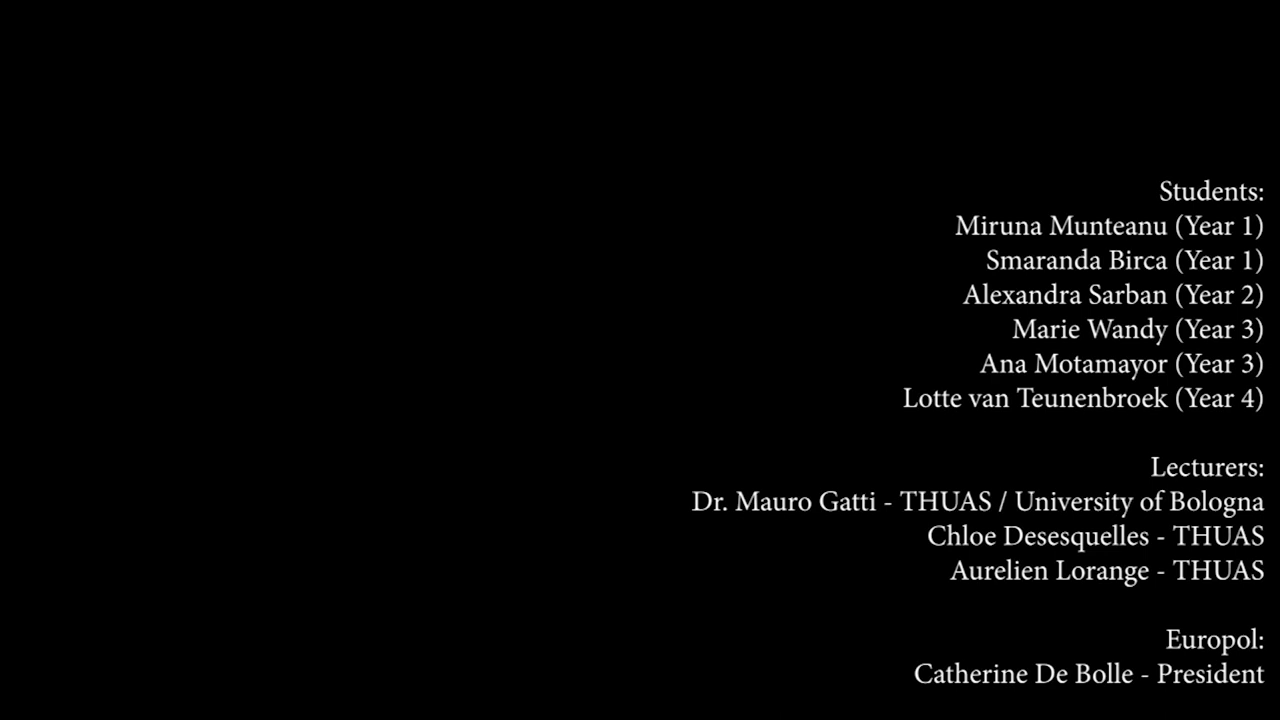 Students:
Miruna Munteanu (Year 1)
Smaranda Birca (Year 1)
Alexandra Sarban (Year 2)
Marie Wandy (Year 3)
Ana Motamayor (Year 3)
Lotte van Teunenbroek (Year 4)
Lecturers:
Dr. Mauro Gatti - THUAS / University of Bologna
Chloe Desesquelles - THUAS
Aurelien Lorange - THUAS
Europol:
Catherine De Bolle - President